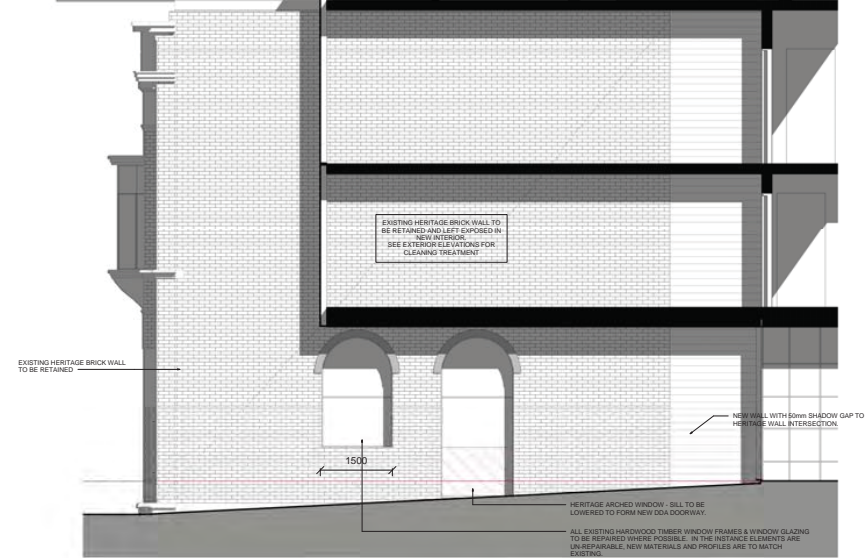 EXISTING HERITAGE BRICK WALL TO
BE RETAINED AND LEFT EXPOSED IN
NEW INTERIOR.
SEE EXTERIOR ELEVATIONS FOR
CLEANING TREATMENT
EXISTING HERITAGE BRICK WALL
TO BE RETAINED
NEW WALL WITH 50mm SHADOW GAP TO
HERITAGE WALL INTERSECTION.
1500
HERITAGE ARCHED WINDOW - SILL TO BE
LOWERED TO FORM NEW DDA DOORWAY.
ALL EXISTING HARDWOOD TIMBER WINDOW FRAMES & WINDOW GLAZING
TO BE REPAIRED WHERE POSSIBLE. IN THE INSTANCE ELEMENTS ARE
UN-REPAIRABLE, NEW MATERIALS AND PROFILES ARE TO MATCH
EXISTING.